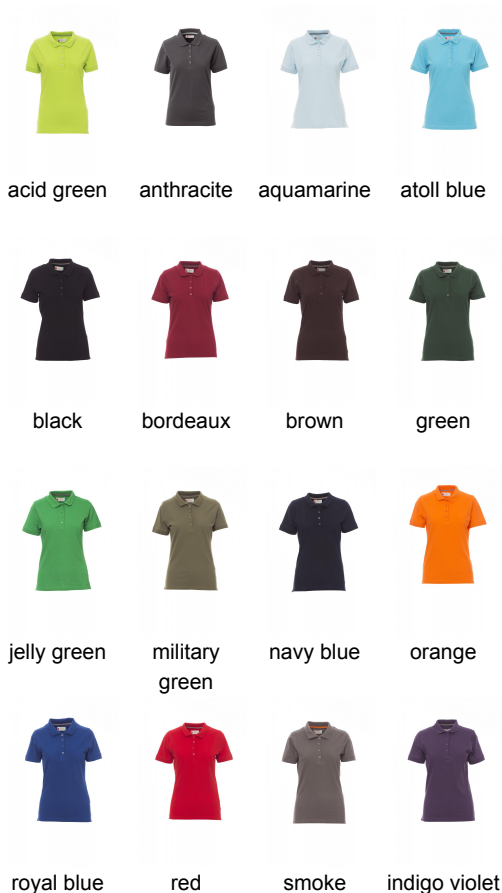 acid green anthracite aquamarine atoll blue
black bordeaux brown green
jelly green military green navy blue orange
royal blue red smoke indigo violet